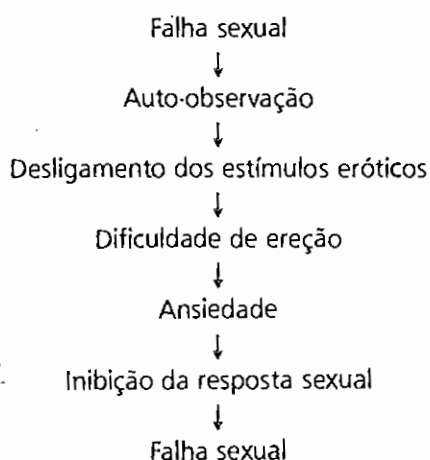 Falha sexual
↓
Auto-observação
↓
Desligamento dos estímulos eróticos
↓
Dificuldade de ereção
↓
Ansiedade
↓
Inibição da resposta sexual
↓
Falha sexual